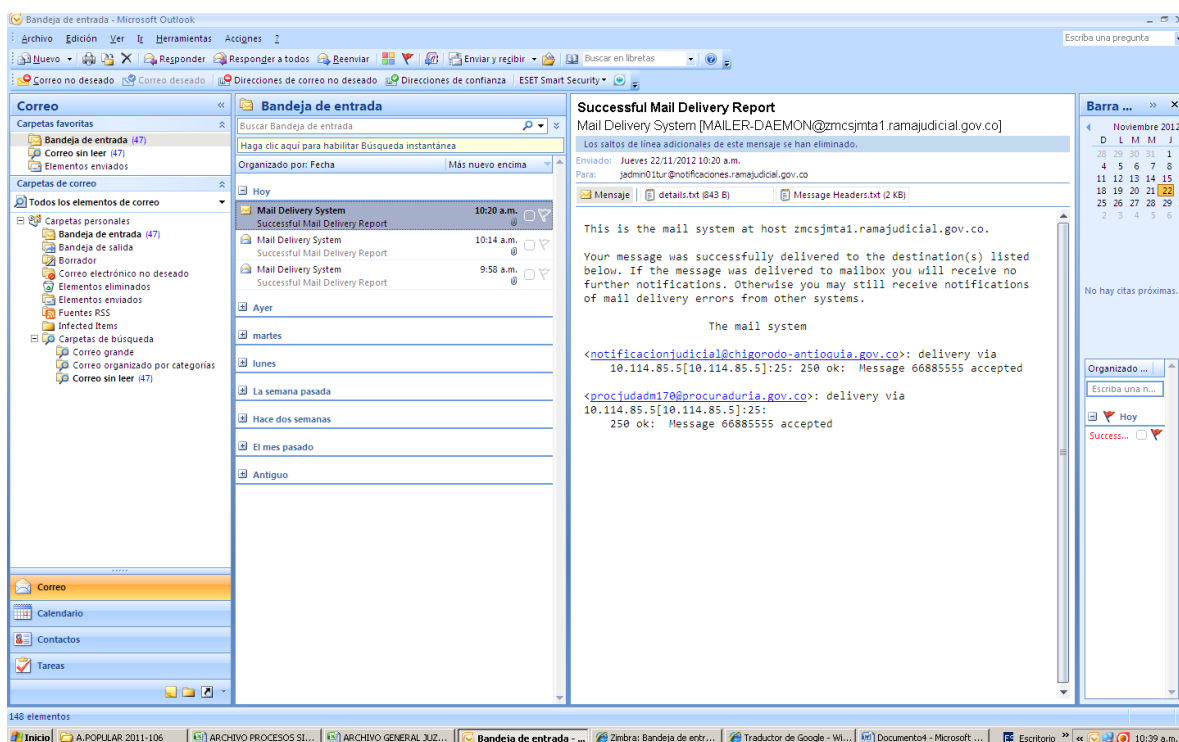 Bandeja de entrada - Microsoft Outlook
Archivo Edición Ver Ir Herramientas Acciones ?
Escriba una pregunta
Nuevo Responder Responder a todos Reenviar Enviar y recibir Buscar en libretas
Correo no deseado Correo deseado Direcciones de correo no deseado Direcciones de confianza ESET Smart Security
Correo «
Carpetas favoritas
Bandeja de entrada (47)
Correo sin leer (47)
Elementos enviados
Carpetas de correo
Todos los elementos de correo
Carpetas personales
Bandeja de entrada (47)
Bandeja de salida
Borrador
Correo electrónico no deseado
Elementos eliminados
Elementos enviados
Fuentes RSS
Infected Items
Carpetas de búsqueda
Correo grande
Correo organizado por categorías
Correo sin leer (47)
Correo
Calendario
Contactos
Tareas
Bandeja de entrada
Buscar Bandeja de entrada
Haga clic aquí para habilitar Búsqueda instantánea
Organizado por: Fecha Más nuevo encima
Hoy
Mail Delivery System 10:20 a.m.
Successful Mail Delivery Report
Mail Delivery System 10:14 a.m.
Successful Mail Delivery Report
Mail Delivery System 9:58 a.m.
Successful Mail Delivery Report
Ayer
martes
lunes
La semana pasada
Hace dos semanas
El mes pasado
Antiguo
Successful Mail Delivery Report
Mail Delivery System [MAILER-DAEMON@zmcsjmta1.ramajudicial.gov.co]
Los saltos de línea adicionales de este mensaje se han eliminado.
Enviado: Jueves 22/11/2012 10:20 a.m.
Para: jadmin01tur@notificaciones.ramajudicial.gov.co
Mensaje details.txt (843 B) Message Headers.txt (2 KB)
This is the mail system at host zmcsjmta1.ramajudicial.gov.co.
Your message was successfully delivered to the destination(s) listed
below. If the message was delivered to mailbox you will receive no
further notifications. Otherwise you may still receive notifications
of mail delivery errors from other systems.
The mail system
<notificacionjudicial@chigorodo-antioquia.gov.co>: delivery via
10.114.85.5[10.114.85.5]:25: 250 ok: Message 66885555 accepted
<procjudadm170@procuraduria.gov.co>: delivery via
10.114.85.5[10.114.85.5]:25:
250 ok: Message 66885555 accepted
Barra ... »
Noviembre 2012
D L M M J
28 29 30 31 1
4 5 6 7 8
11 12 13 14 15
18 19 20 21 22
25 26 27 28 29
2 3 4 5 6
No hay citas próximas.
Organizado ...
Escriba una n...
Hoy
Success...
148 elementos
Inicio A.POPULAR 2011-106 ARCHIVO PROCESOS SI... ARCHIVO GENERAL JUZ... Bandeja de entrada - ... Zimbra: Bandeja de entr... Traductor de Google - Wi... Documento4 - Microsoft ... ES Escritorio » « 10:39 a.m.